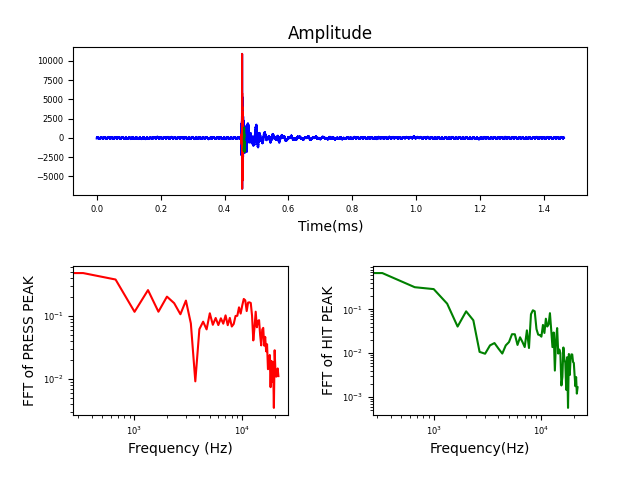 Amplitude
10000
7500
5000
2500
0
−2500
−5000
0.0 0.2 0.4 0.6 0.8 1.0 1.2 1.4
Time(ms)
FFT of PRESS PEAK
10⁻¹
10⁻²
10³ 10⁴
Frequency (Hz)
FFT of HIT PEAK
10⁻¹
10⁻²
10⁻³
10³ 10⁴
Frequency(Hz)